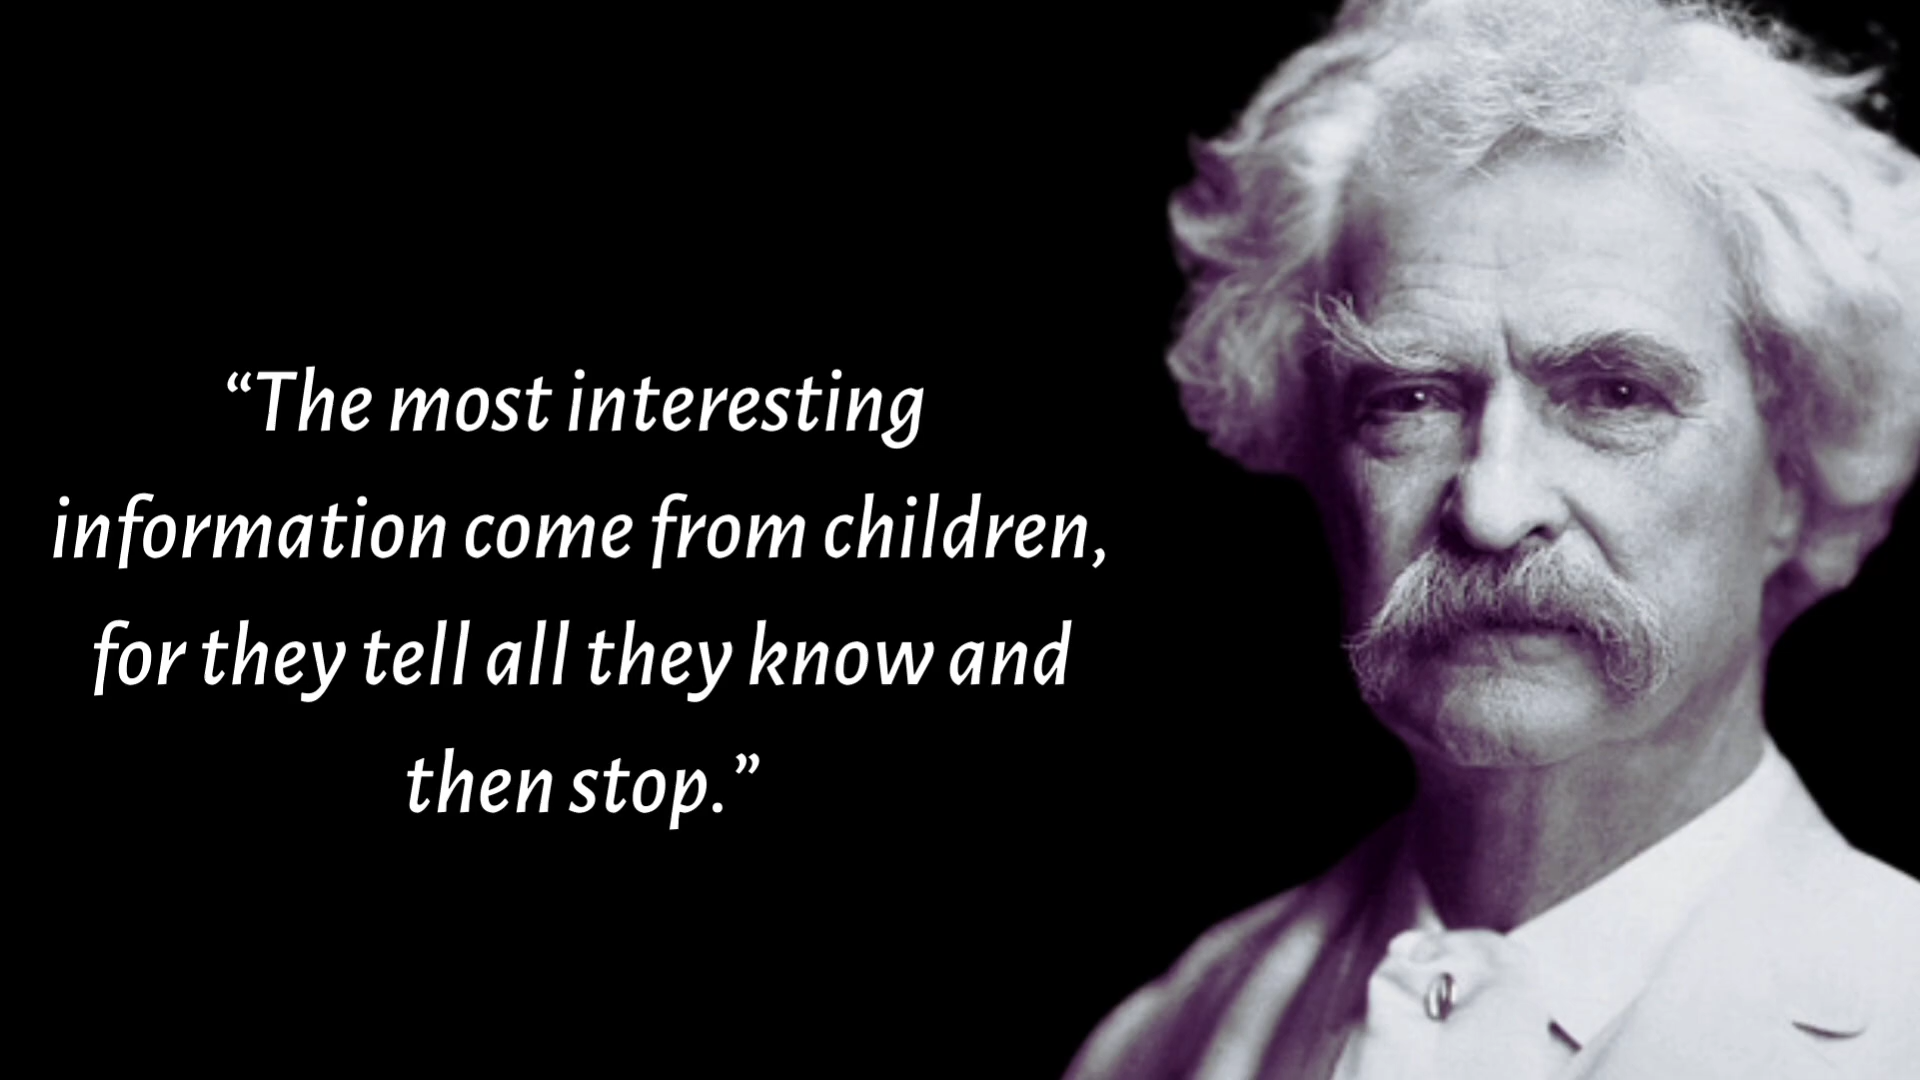 “The most interesting
information come from children,
for they tell all they know and
then stop.”